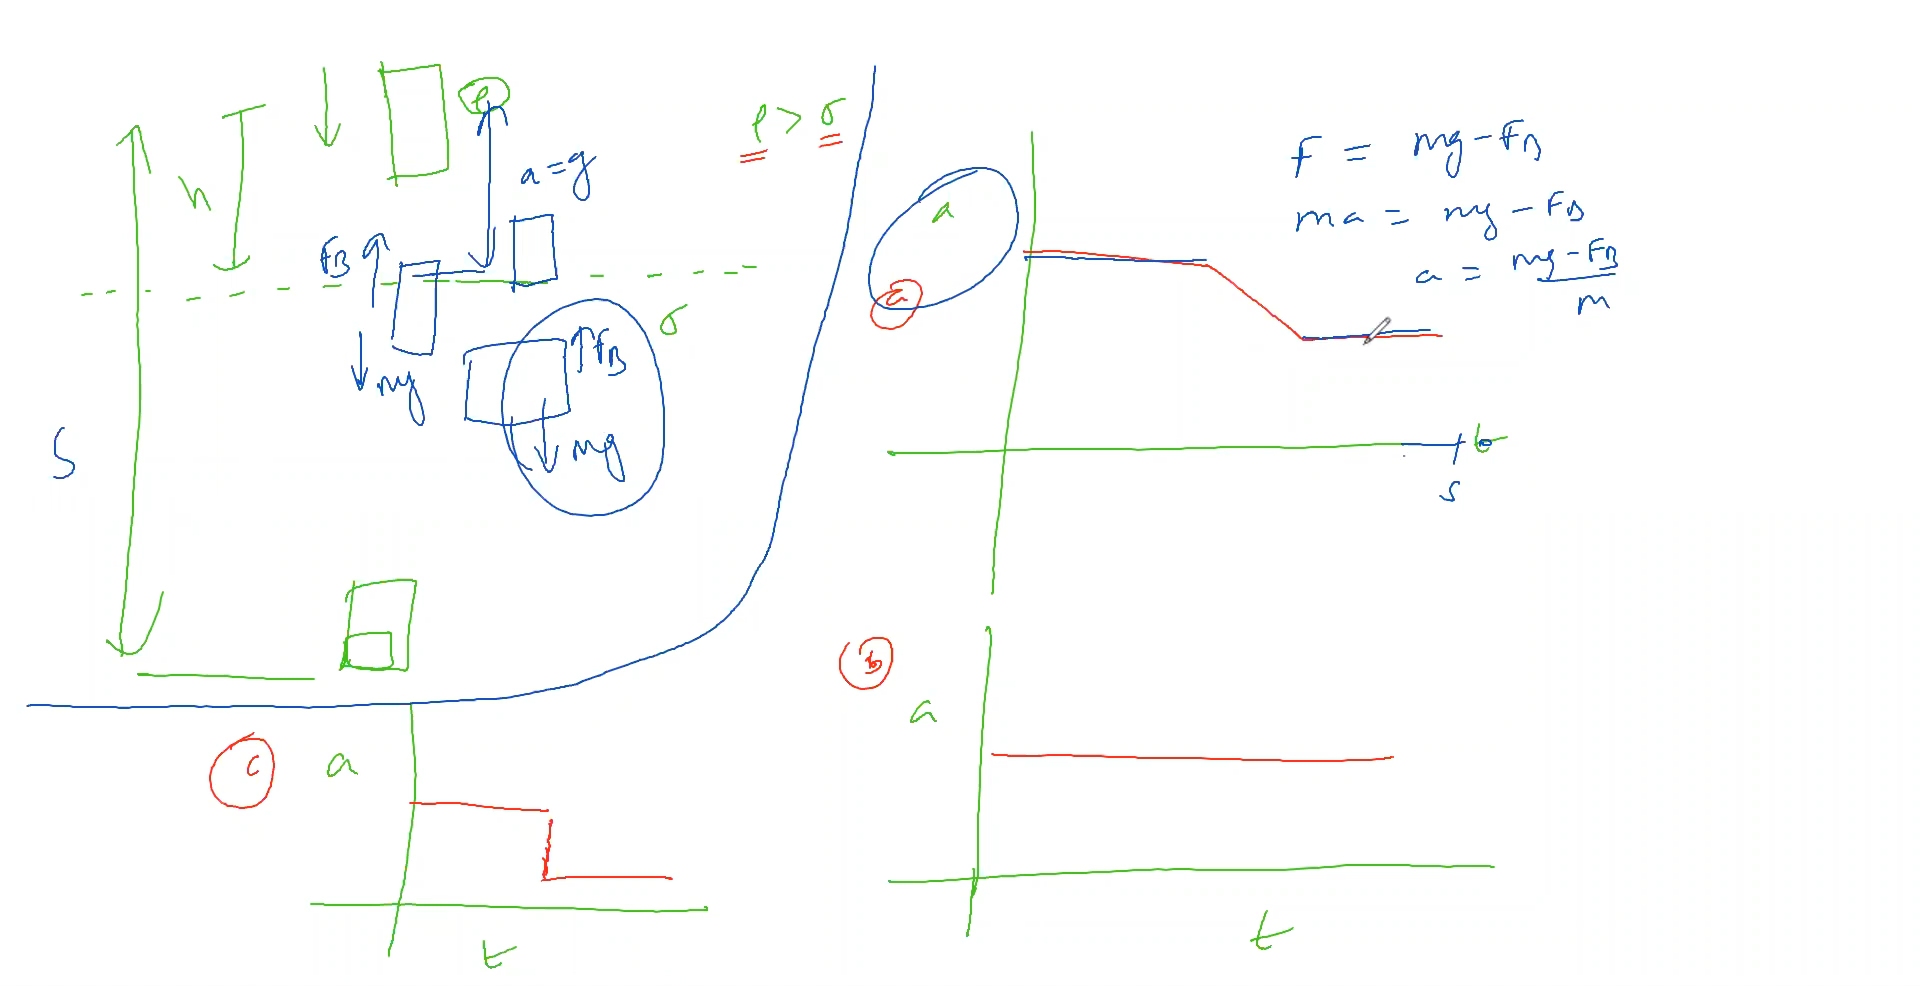 h
ρ
ρ > σ
a = g
F_B
σ
mg
F_B
mg
S
a
a
F = mg - F_B
ma = mg - F_B
a = mg - F_B
m
t
s
b
a
t
c
a
t